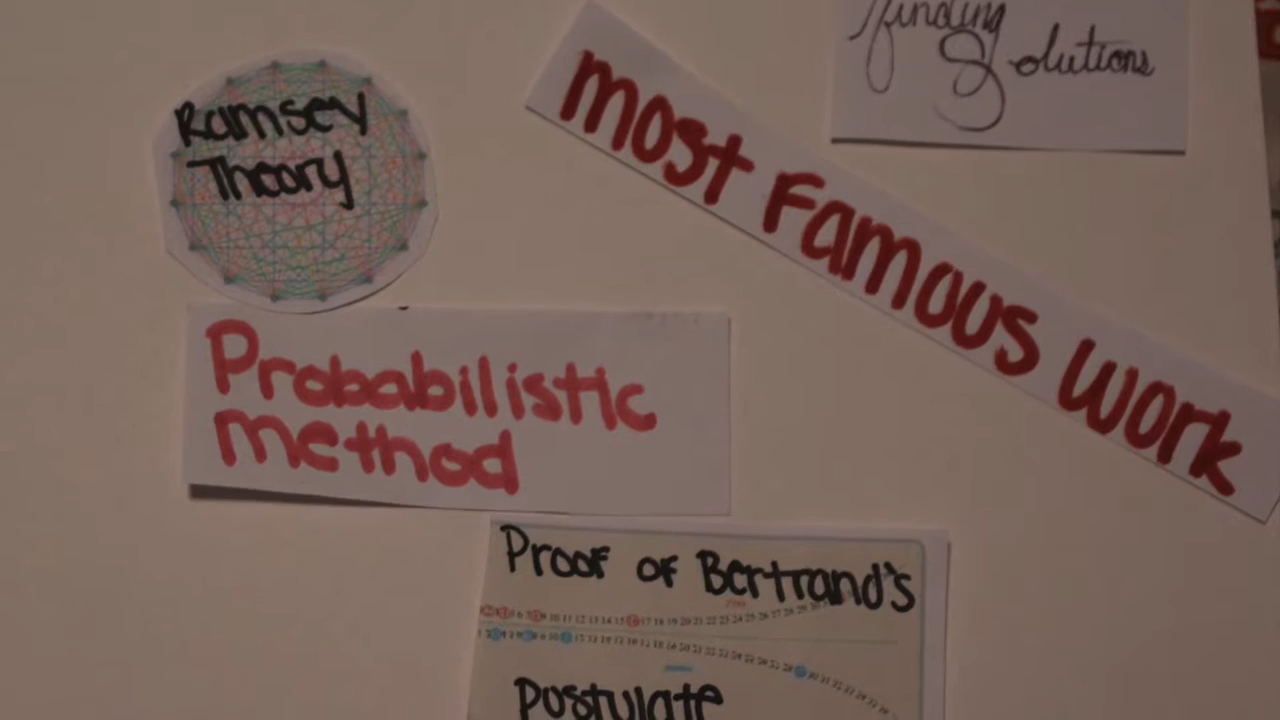 finding
Solutions
Ramsey
Theory
most Famous Work
Probabilistic
method
Proof of Bertrand's
Postulate